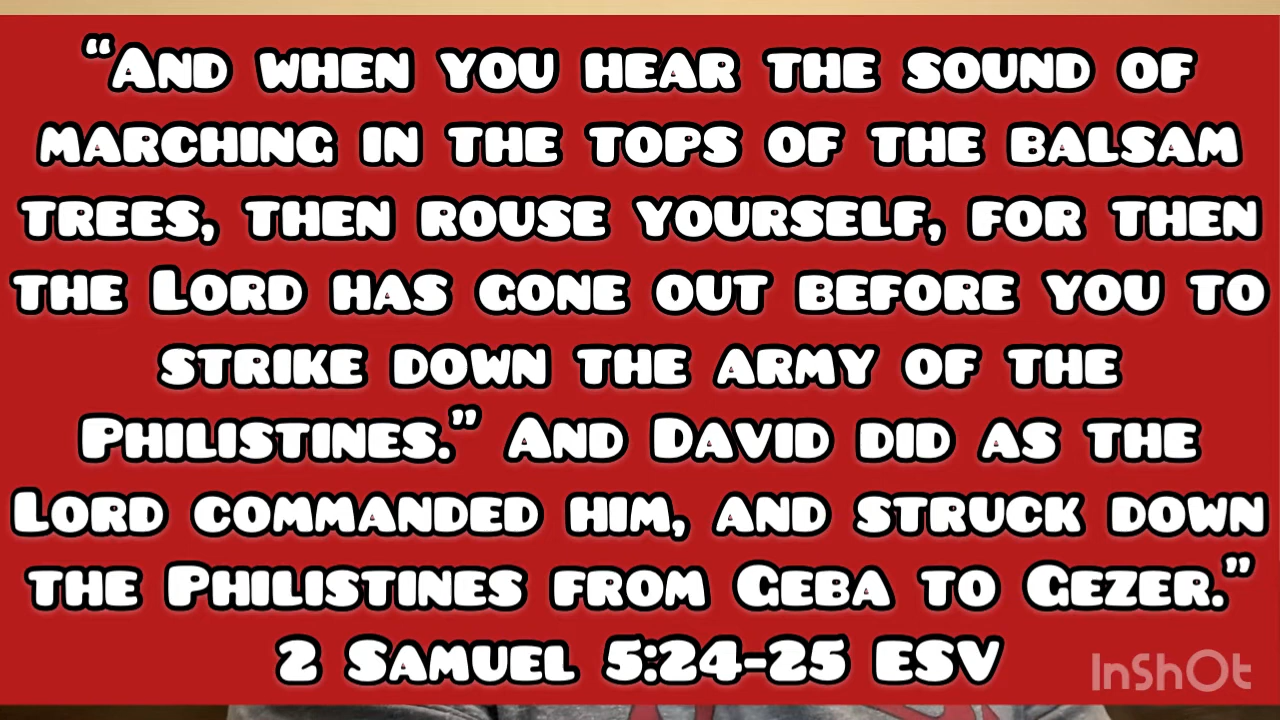 “And when you hear the sound of
marching in the tops of the balsam
trees, then rouse yourself, for then
the Lord has gone out before you to
strike down the army of the
Philistines.” And David did as the
Lord commanded him, and struck down
the Philistines from Geba to Gezer.”
2 Samuel 5:24-25 ESV
InShOt